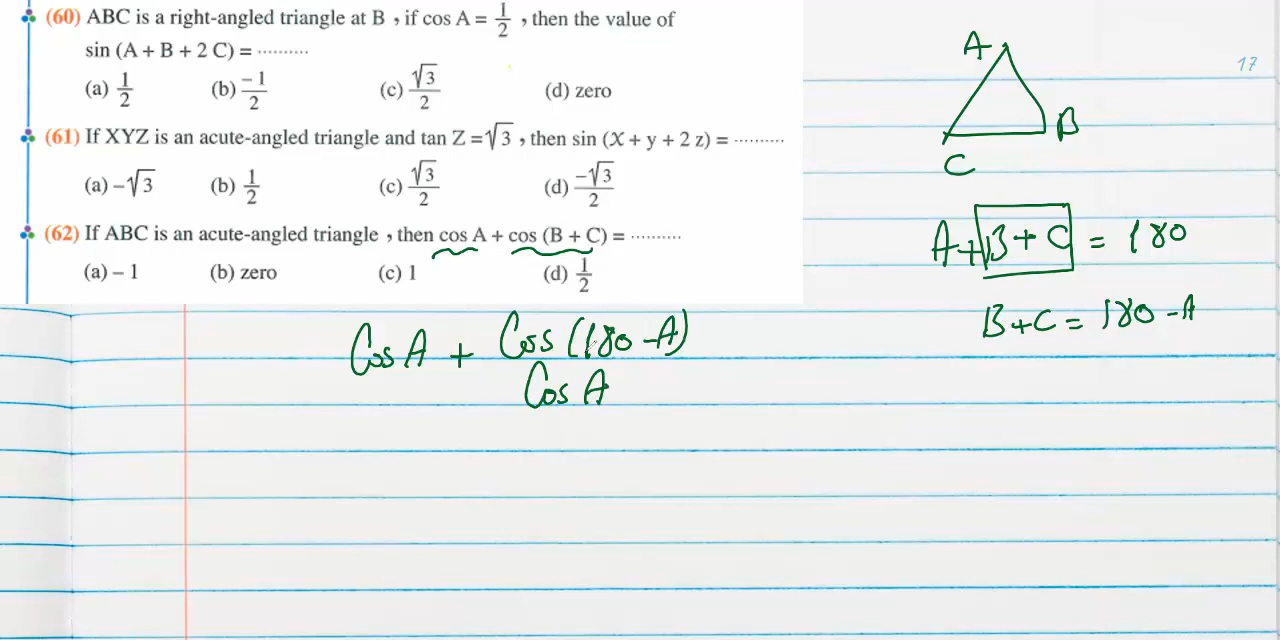 (60) ABC is a right-angled triangle at B , if cos A = 1/2 , then the value of
sin (A + B + 2 C) = ..........
(a) 1/2 (b) -1/2 (c) √3/2 (d) zero
(61) If XYZ is an acute-angled triangle and tan Z = √3 , then sin (X + y + 2 z) = ..........
(a) -√3 (b) 1/2 (c) √3/2 (d) -√3/2
(62) If ABC is an acute-angled triangle , then cos A + cos (B + C) = ..........
(a) – 1 (b) zero (c) 1 (d) 1/2
17
A
B
C
A + B + C = 180
B + C = 180 - A
Cos A + Cos (180 - A)
Cos A